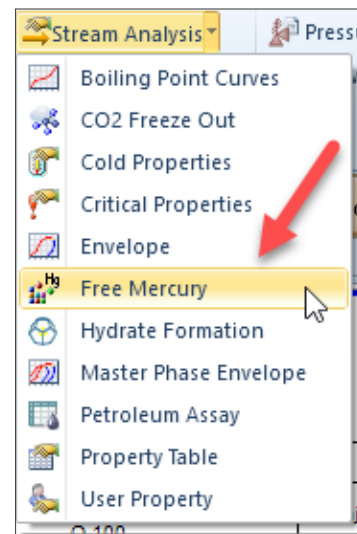 Stream Analysis
Boiling Point Curves
CO2 Freeze Out
Cold Properties
Critical Properties
Envelope
Hg
Free Mercury
Hydrate Formation
Master Phase Envelope
Petroleum Assay
Property Table
User Property